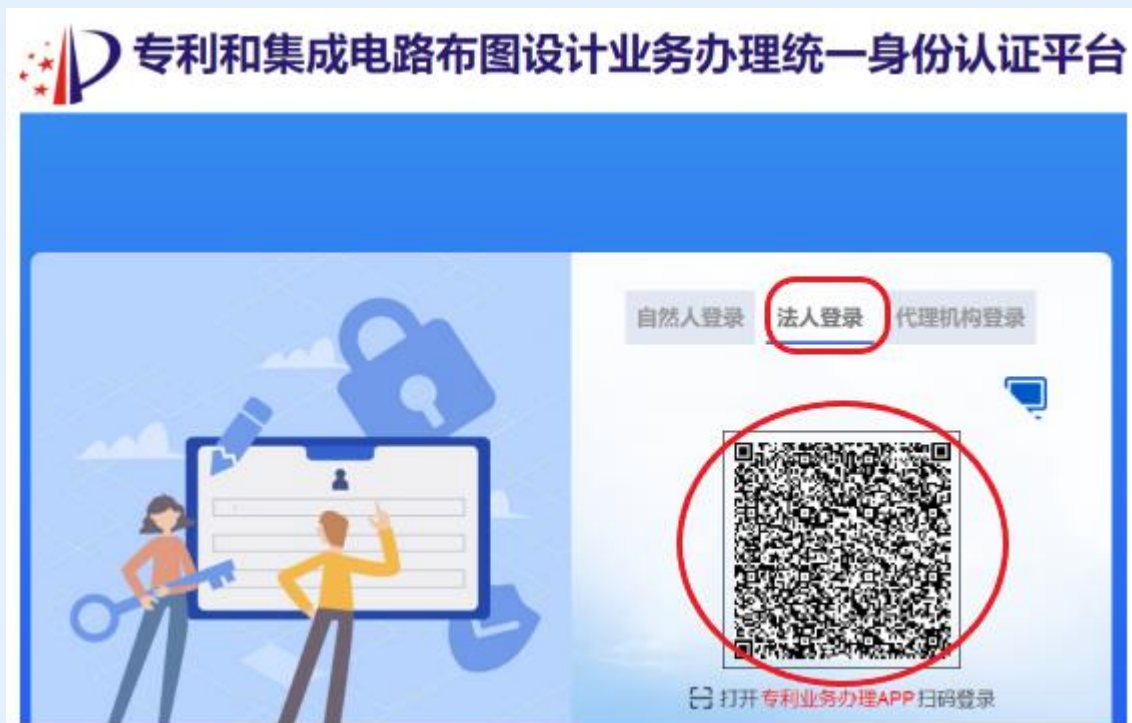 专利和集成电路布图设计业务办理统一身份认证平台
自然人登录 法人登录 代理机构登录
打开专利业务办理APP扫码登录